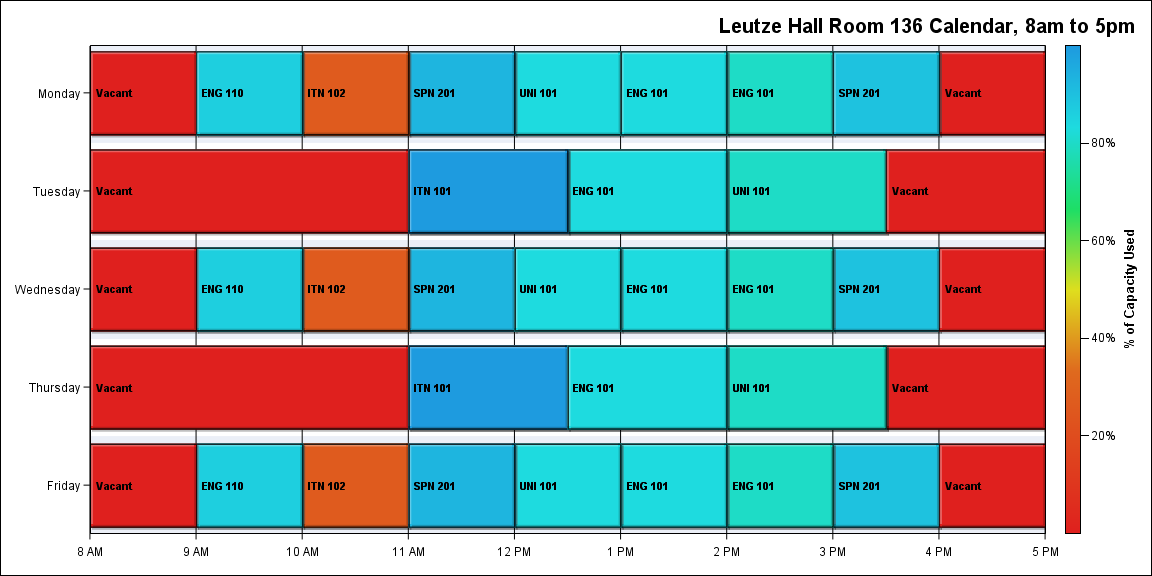 Leutze Hall Room 136 Calendar, 8am to 5pm
Monday
Vacant
ENG 110
ITN 102
SPN 201
UNI 101
ENG 101
ENG 101
SPN 201
Vacant
Tuesday
Vacant
ITN 101
ENG 101
UNI 101
Vacant
Wednesday
Vacant
ENG 110
ITN 102
SPN 201
UNI 101
ENG 101
ENG 101
SPN 201
Vacant
Thursday
Vacant
ITN 101
ENG 101
UNI 101
Vacant
Friday
Vacant
ENG 110
ITN 102
SPN 201
UNI 101
ENG 101
ENG 101
SPN 201
Vacant
8 AM
9 AM
10 AM
11 AM
12 PM
1 PM
2 PM
3 PM
4 PM
5 PM
80%
60%
40%
20%
% of Capacity Used